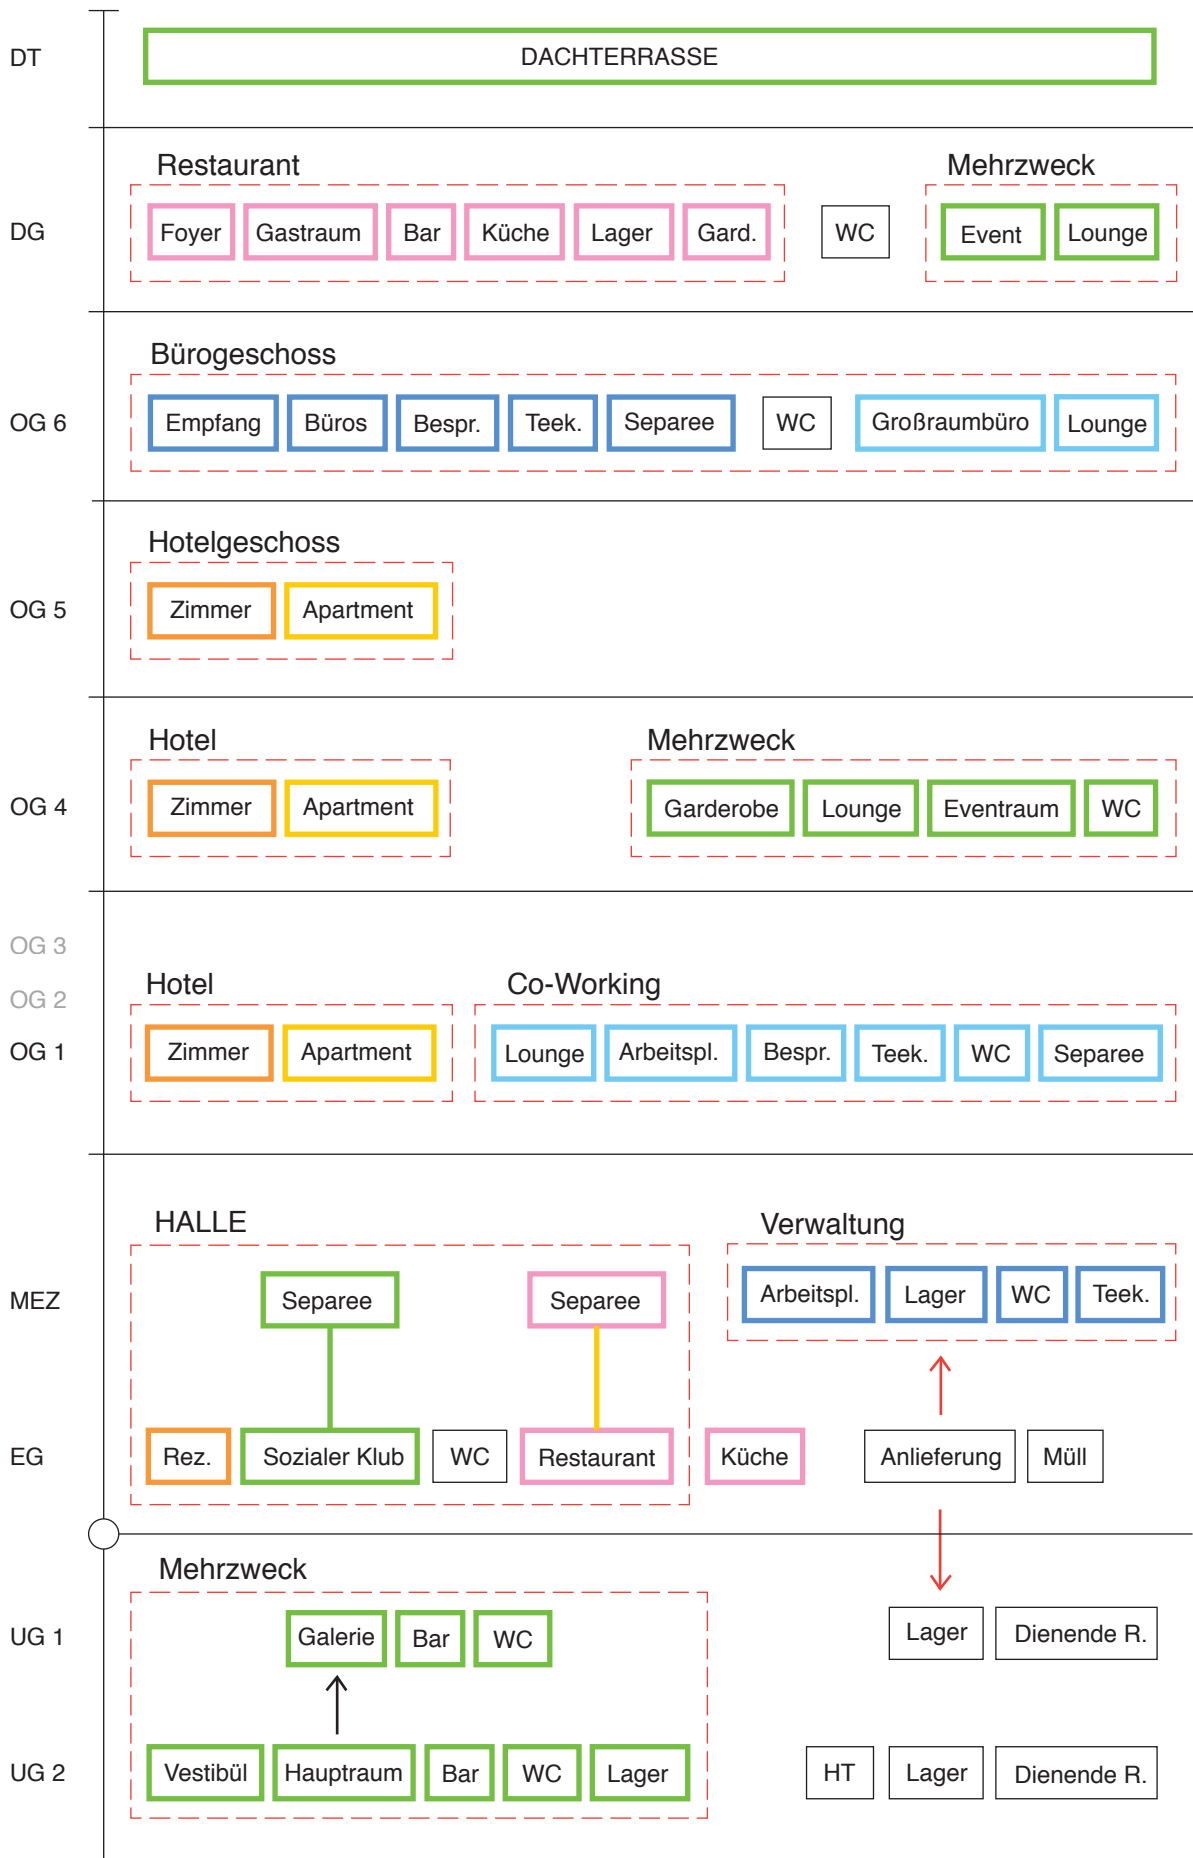 DT
DACHTERRASSE
Restaurant
Mehrzweck
DG
Foyer
Gastraum
Bar
Küche
Lager
Gard.
WC
Event
Lounge
Bürogeschoss
OG 6
Empfang
Büros
Bespr.
Teek.
Separee
WC
Großraumbüro
Lounge
Hotelgeschoss
OG 5
Zimmer
Apartment
Hotel
Mehrzweck
OG 4
Zimmer
Apartment
Garderobe
Lounge
Eventraum
WC
OG 3
Hotel
Co-Working
OG 2
OG 1
Zimmer
Apartment
Lounge
Arbeitspl.
Bespr.
Teek.
WC
Separee
HALLE
Verwaltung
MEZ
Separee
Separee
Arbeitspl.
Lager
WC
Teek.
EG
Rez.
Sozialer Klub
WC
Restaurant
Küche
Anlieferung
Müll
Mehrzweck
UG 1
Galerie
Bar
WC
Lager
Dienende R.
UG 2
Vestibül
Hauptraum
Bar
WC
Lager
HT
Lager
Dienende R.